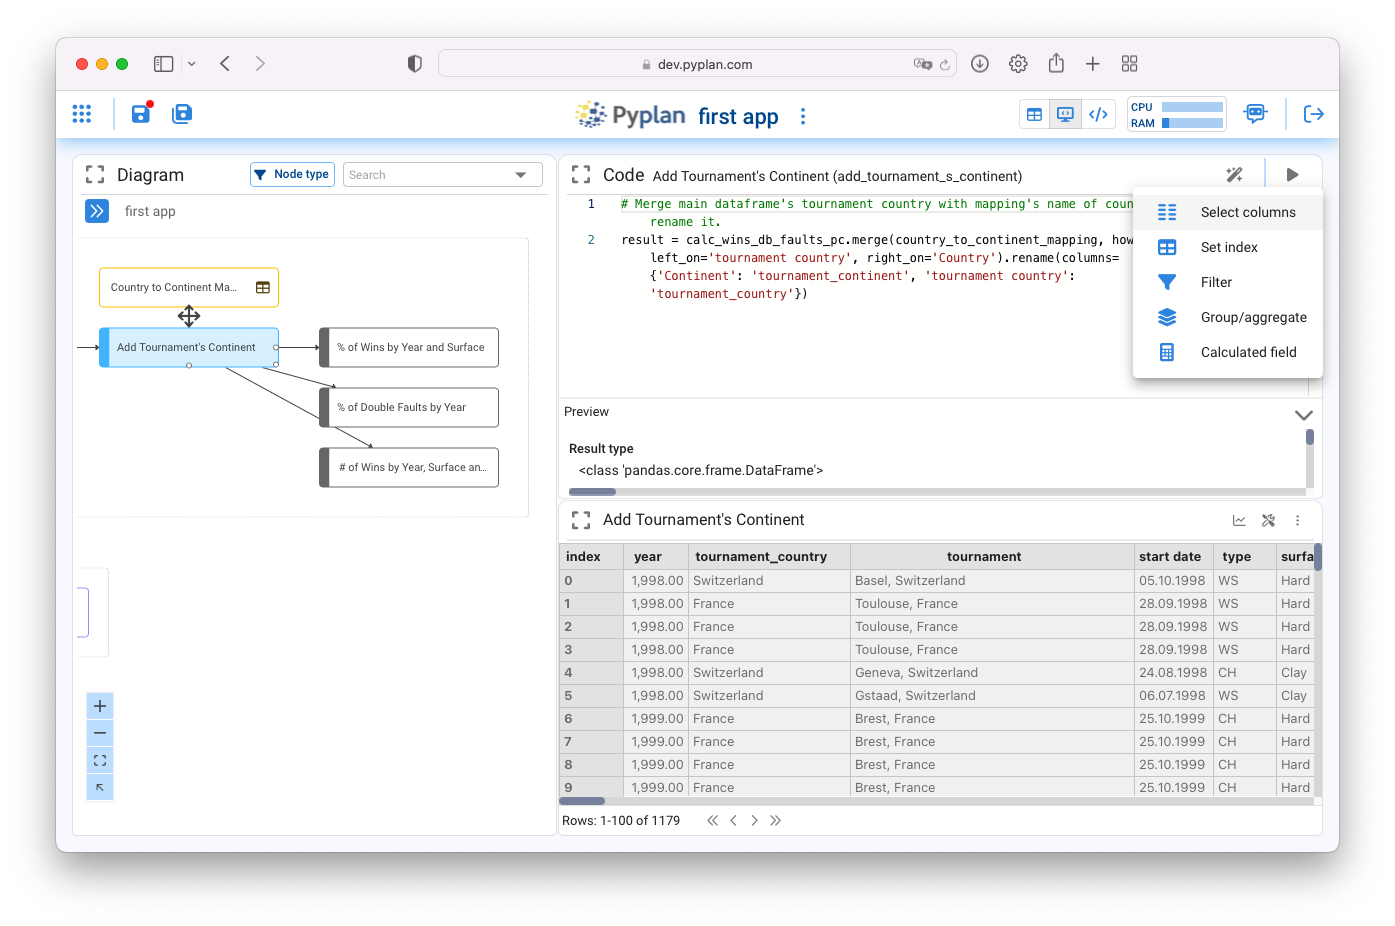 dev.pyplan.com
Pyplan first app
CPU
RAM
Diagram
Node type
Search
first app
Country to Continent Ma...
Add Tournament's Continent
% of Wins by Year and Surface
% of Double Faults by Year
# of Wins by Year, Surface an...
Code Add Tournament's Continent (add_tournament_s_continent)
1 # Merge main dataframe's tournament country with mapping's name of coun
rename it.
2 result = calc_wins_db_faults_pc.merge(country_to_continent_mapping, how
left_on='tournament country', right_on='Country').rename(columns=
{'Continent': 'tournament_continent', 'tournament country':
'tournament_country'})
Select columns
Set index
Filter
Group/aggregate
Calculated field
Preview
Result type
<class 'pandas.core.frame.DataFrame'>
Add Tournament's Continent
index year tournament_country tournament start date type surfa
0 1,998.00 Switzerland Basel, Switzerland 05.10.1998 WS Hard
1 1,998.00 France Toulouse, France 28.09.1998 WS Hard
2 1,998.00 France Toulouse, France 28.09.1998 WS Hard
3 1,998.00 France Toulouse, France 28.09.1998 WS Hard
4 1,998.00 Switzerland Geneva, Switzerland 24.08.1998 CH Clay
5 1,998.00 Switzerland Gstaad, Switzerland 06.07.1998 WS Clay
6 1,999.00 France Brest, France 25.10.1999 CH Hard
7 1,999.00 France Brest, France 25.10.1999 CH Hard
8 1,999.00 France Brest, France 25.10.1999 CH Hard
9 1,999.00 France Brest, France 25.10.1999 CH Hard
Rows: 1-100 of 1179